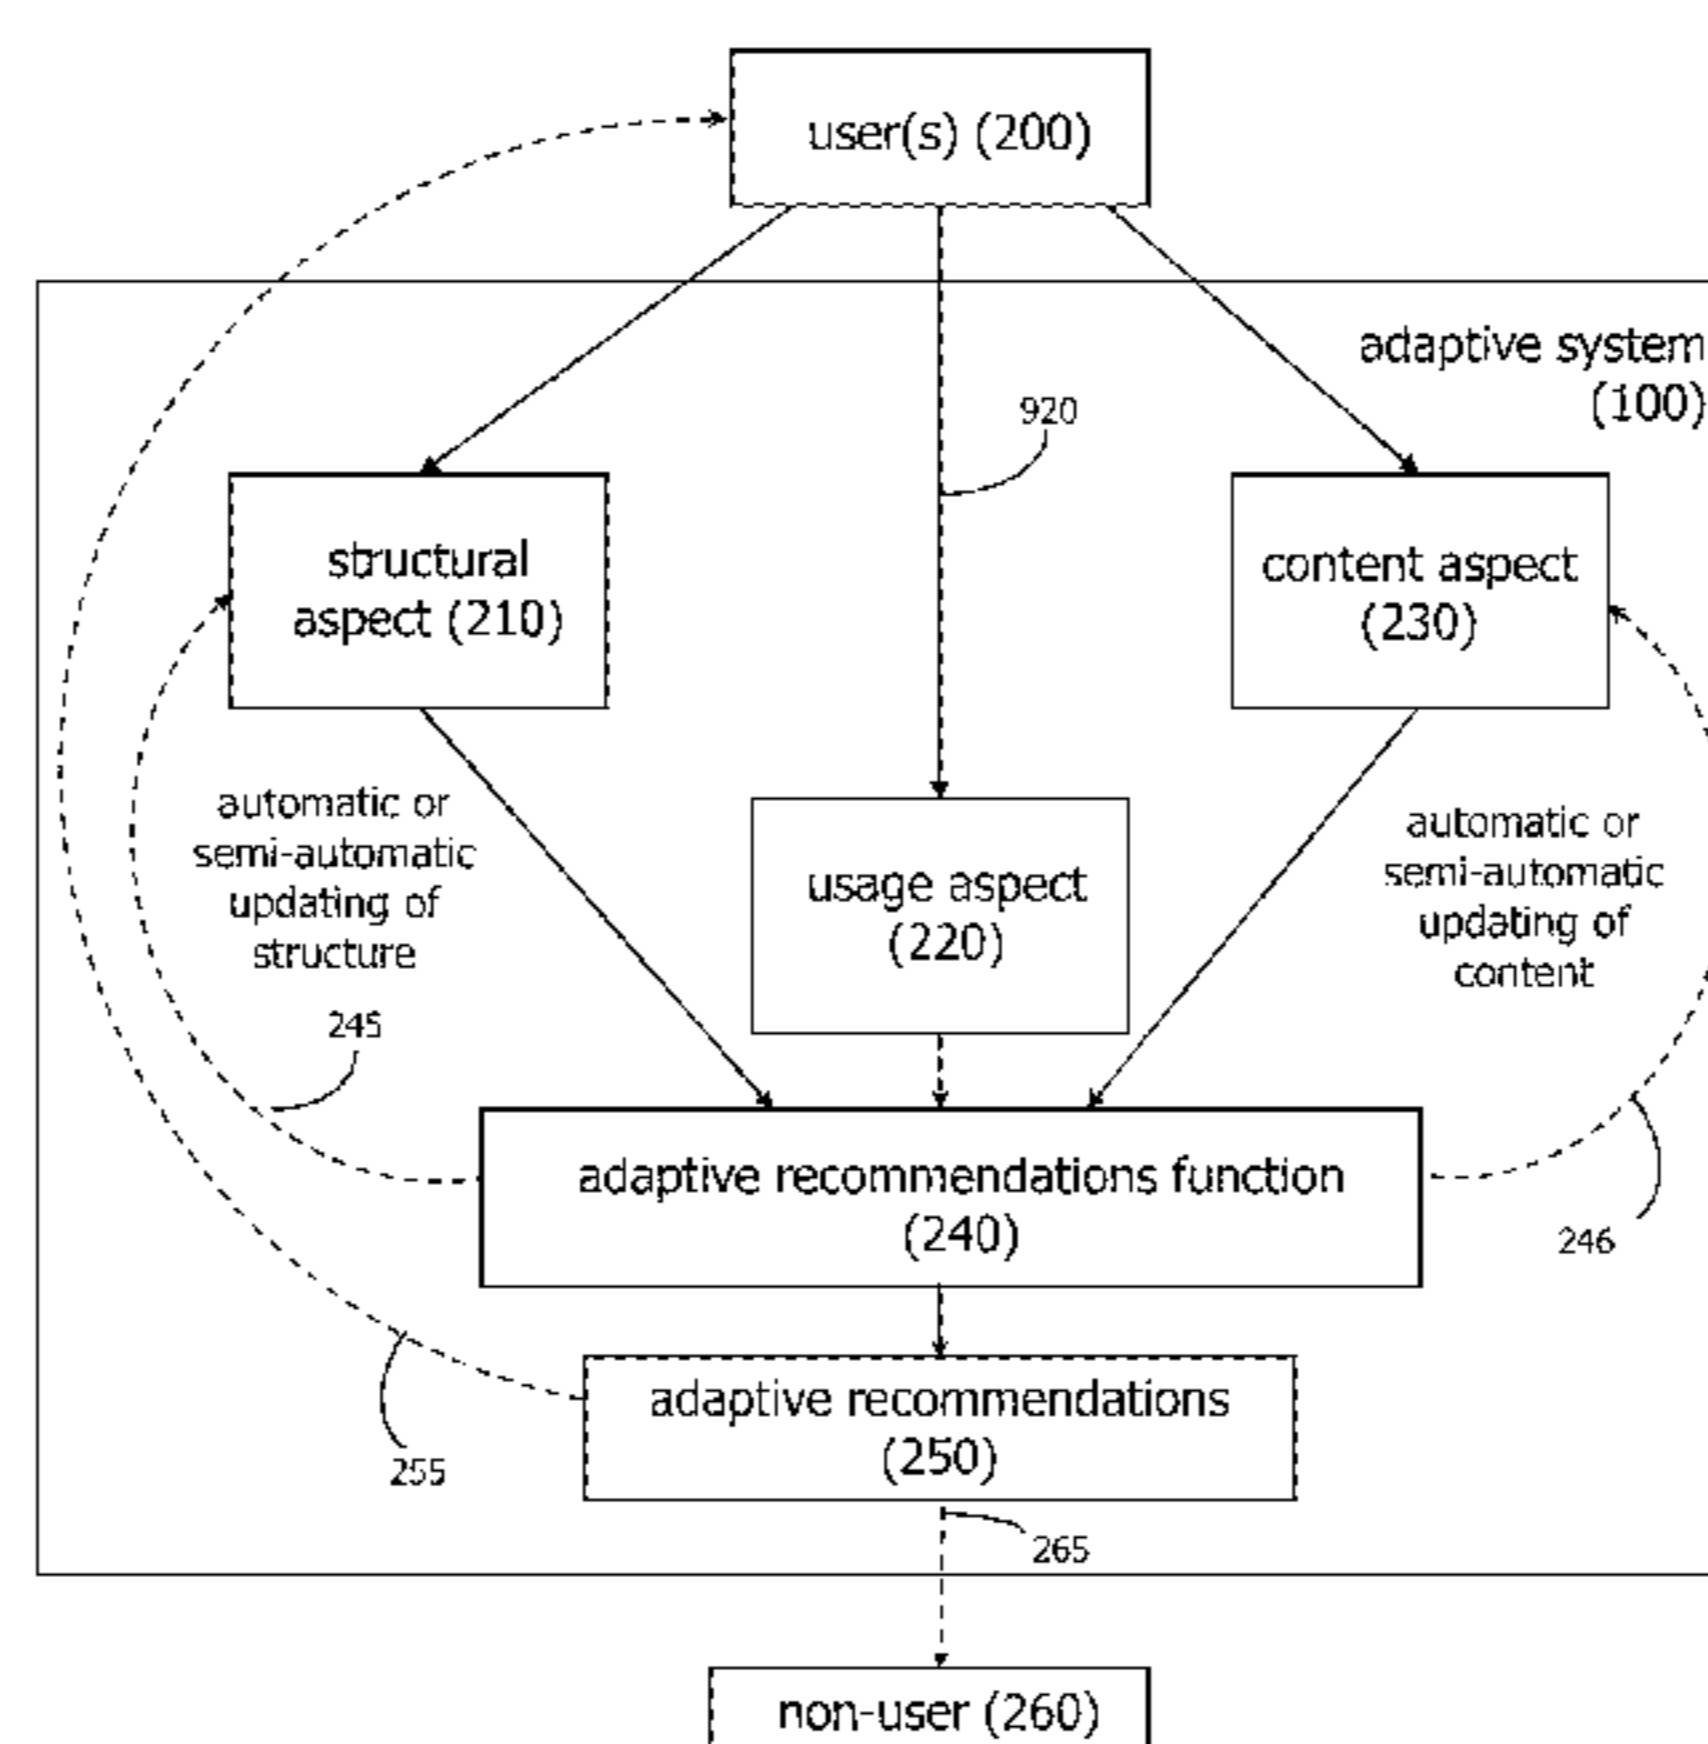 user(s) (200)
adaptive system
(100)
920
structural
aspect (210)
content aspect
(230)
automatic or
semi-automatic
updating of
structure
245
usage aspect
(220)
automatic or
semi-automatic
updating of
content
adaptive recommendations function
(240)
246
adaptive recommendations
(250)
255
265
non-user (260)